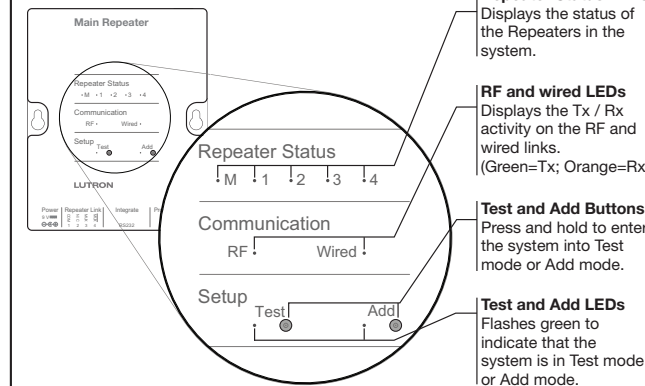 Main Repeater
Repeater Status
M 1 2 3 4
Communication
RF Wired
Setup Test Add
LUTRON
Power Repeater Link Integrate
9 V
1 2 3 4 RS232
Repeater Status
M 1 2 3 4
Communication
RF Wired
Setup
Test Add
Displays the status of
the Repeaters in the
system.
RF and wired LEDs
Displays the Tx / Rx
activity on the RF and
wired links.
(Green=Tx; Orange=Rx
Test and Add Buttons
Press and hold to enter
the system into Test
mode or Add mode.
Test and Add LEDs
Flashes green to
indicate that the
system is in Test mode
or Add mode.